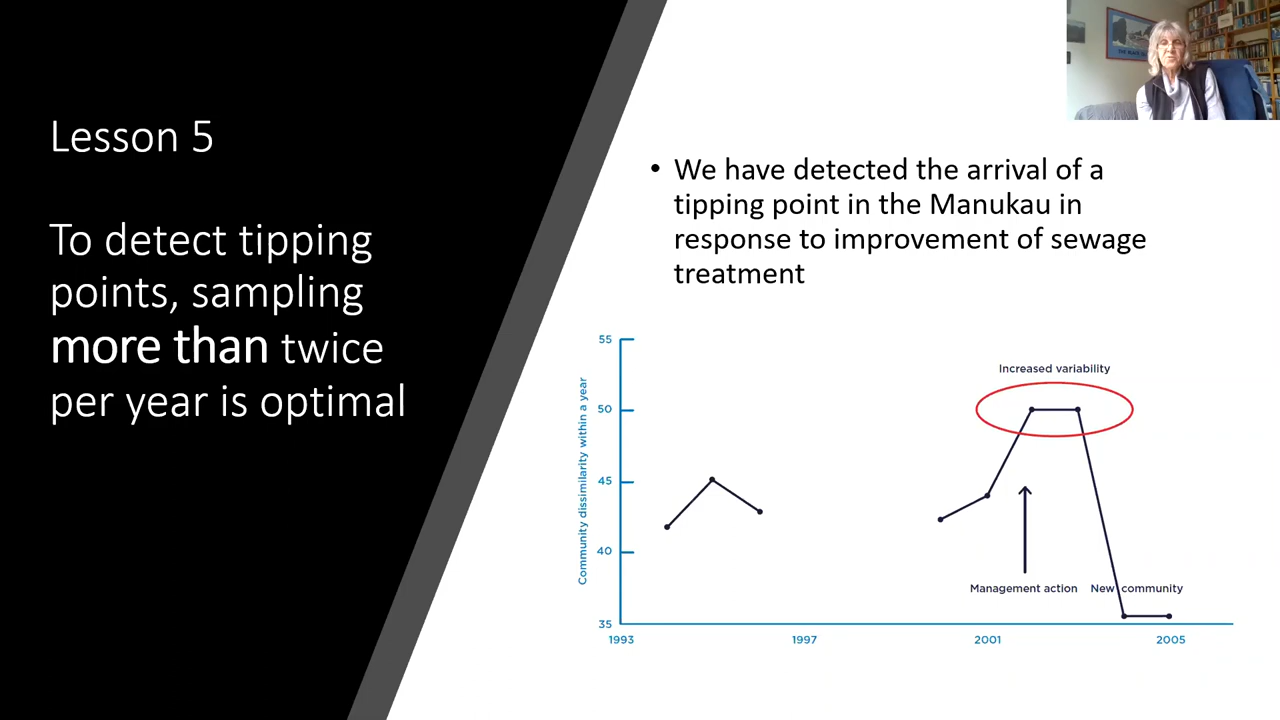 Lesson 5
To detect tipping
points, sampling
more than twice
per year is optimal
• We have detected the arrival of a
tipping point in the Manukau in
response to improvement of sewage
treatment
Community dissimilarity within a year
55
50
45
40
35
1993
1997
2001
2005
Increased variability
Management action
New community